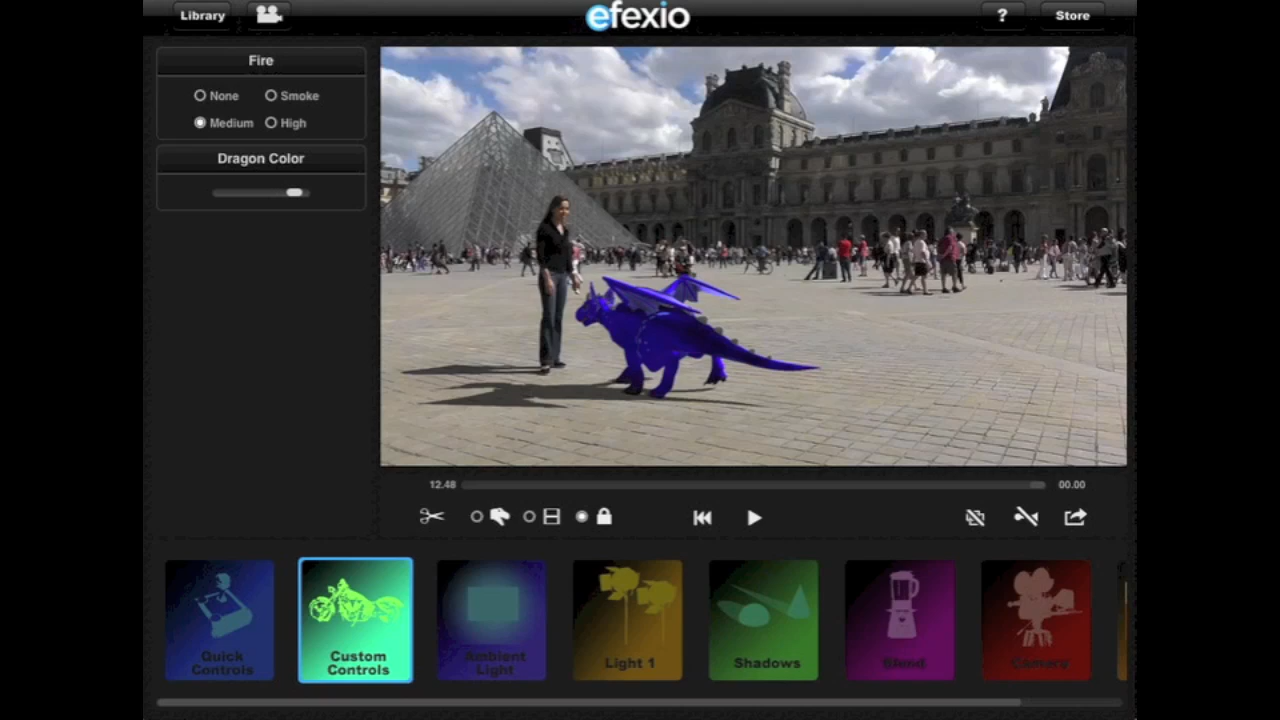 Library
efexio
?
Store
Fire
None
Smoke
Medium
High
Dragon Color
12.48
00.00
Quick
Controls
Custom
Controls
Ambient
Light
Light 1
Shadows
Blend
Camera